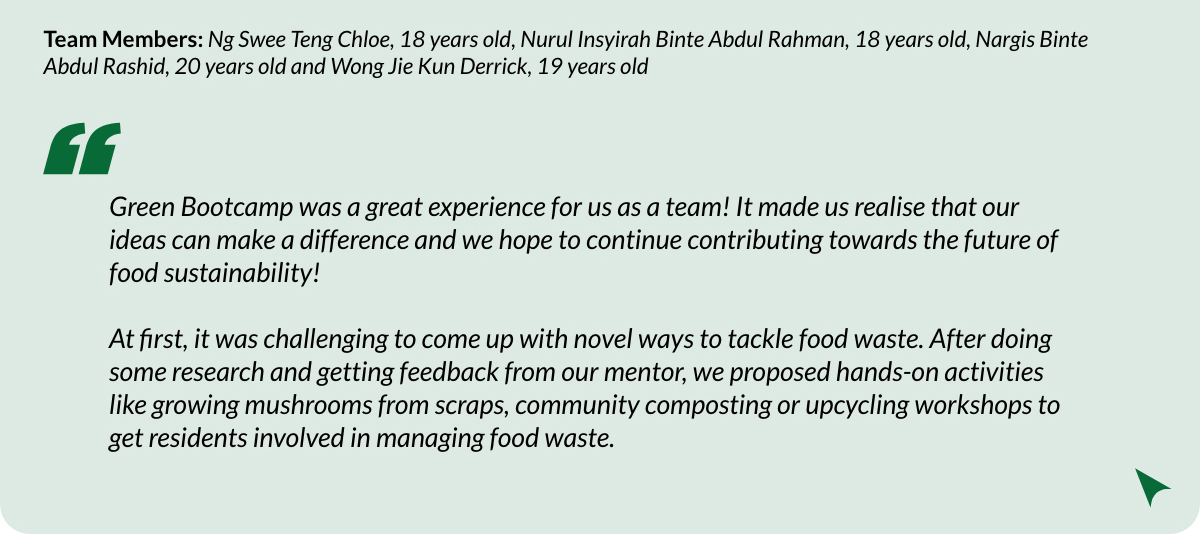 Team Members: Ng Swee Teng Chloe, 18 years old, Nurul Insyirah Binte Abdul Rahman, 18 years old, Nargis Binte
Abdul Rashid, 20 years old and Wong Jie Kun Derrick, 19 years old
“
Green Bootcamp was a great experience for us as a team! It made us realise that our
ideas can make a difference and we hope to continue contributing towards the future of
food sustainability!
At first, it was challenging to come up with novel ways to tackle food waste. After doing
some research and getting feedback from our mentor, we proposed hands-on activities
like growing mushrooms from scraps, community composting or upcycling workshops to
get residents involved in managing food waste.